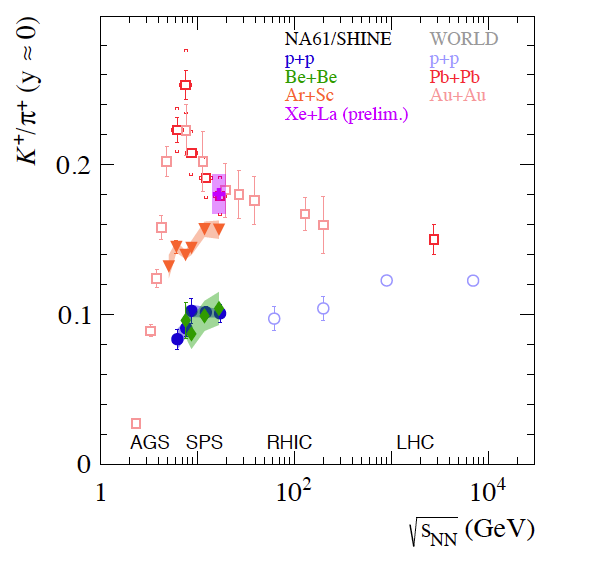 K⁺/π⁺ (y ≈ 0)
NA61/SHINE WORLD
p+p p+p
Be+Be Pb+Pb
Ar+Sc Au+Au
Xe+La (prelim.)
0.2
0.1
0
AGS SPS RHIC LHC
1 10² 10⁴
√sNN (GeV)